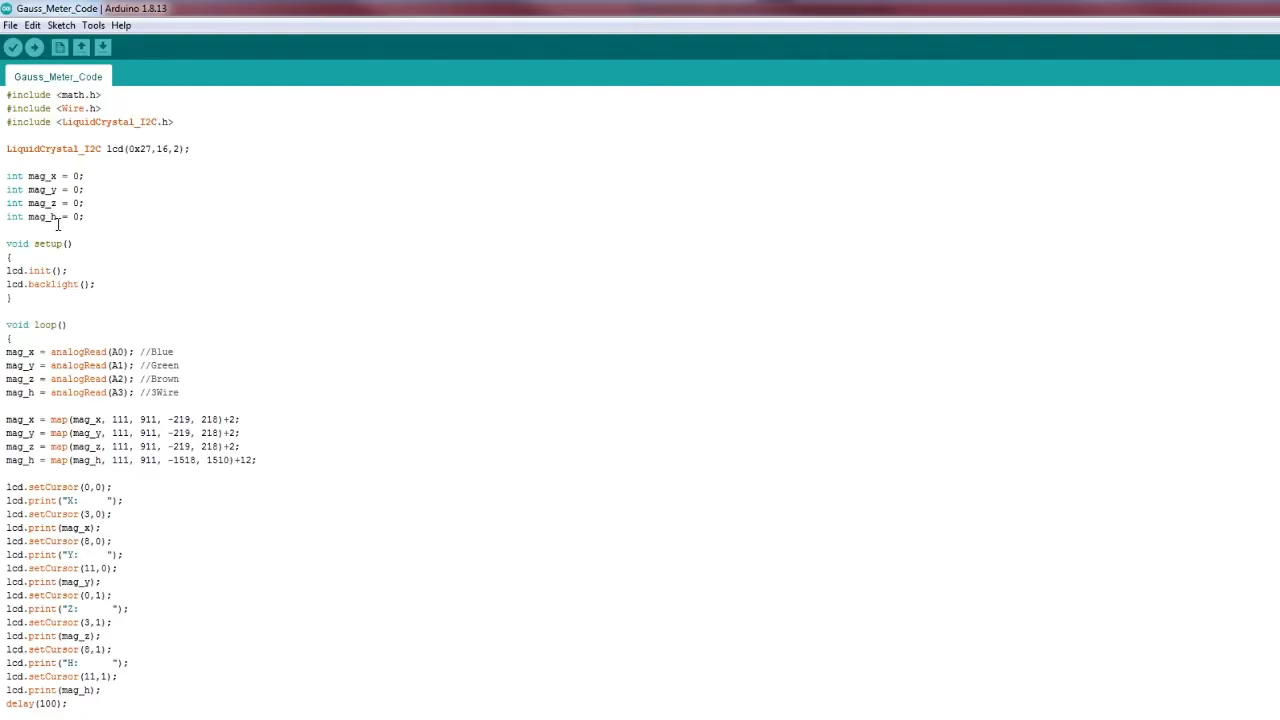 Gauss_Meter_Code | Arduino 1.8.13
File Edit Sketch Tools Help
Gauss_Meter_Code
#include <math.h>
#include <Wire.h>
#include <LiquidCrystal_I2C.h>
LiquidCrystal_I2C lcd(0x27,16,2);
int mag_x = 0;
int mag_y = 0;
int mag_z = 0;
int mag_h = 0;
void setup()
{
lcd.init();
lcd.backlight();
}
void loop()
{
mag_x = analogRead(A0); //Blue
mag_y = analogRead(A1); //Green
mag_z = analogRead(A2); //Brown
mag_h = analogRead(A3); //3Wire
mag_x = map(mag_x, 111, 911, -219, 218)+2;
mag_y = map(mag_y, 111, 911, -219, 218)+2;
mag_z = map(mag_z, 111, 911, -219, 218)+2;
mag_h = map(mag_h, 111, 911, -1518, 1510)+12;
lcd.setCursor(0,0);
lcd.print("X:     ");
lcd.setCursor(3,0);
lcd.print(mag_x);
lcd.setCursor(8,0);
lcd.print("Y:     ");
lcd.setCursor(11,0);
lcd.print(mag_y);
lcd.setCursor(0,1);
lcd.print("Z:      ");
lcd.setCursor(3,1);
lcd.print(mag_z);
lcd.setCursor(8,1);
lcd.print("H:      ");
lcd.setCursor(11,1);
lcd.print(mag_h);
delay(100);